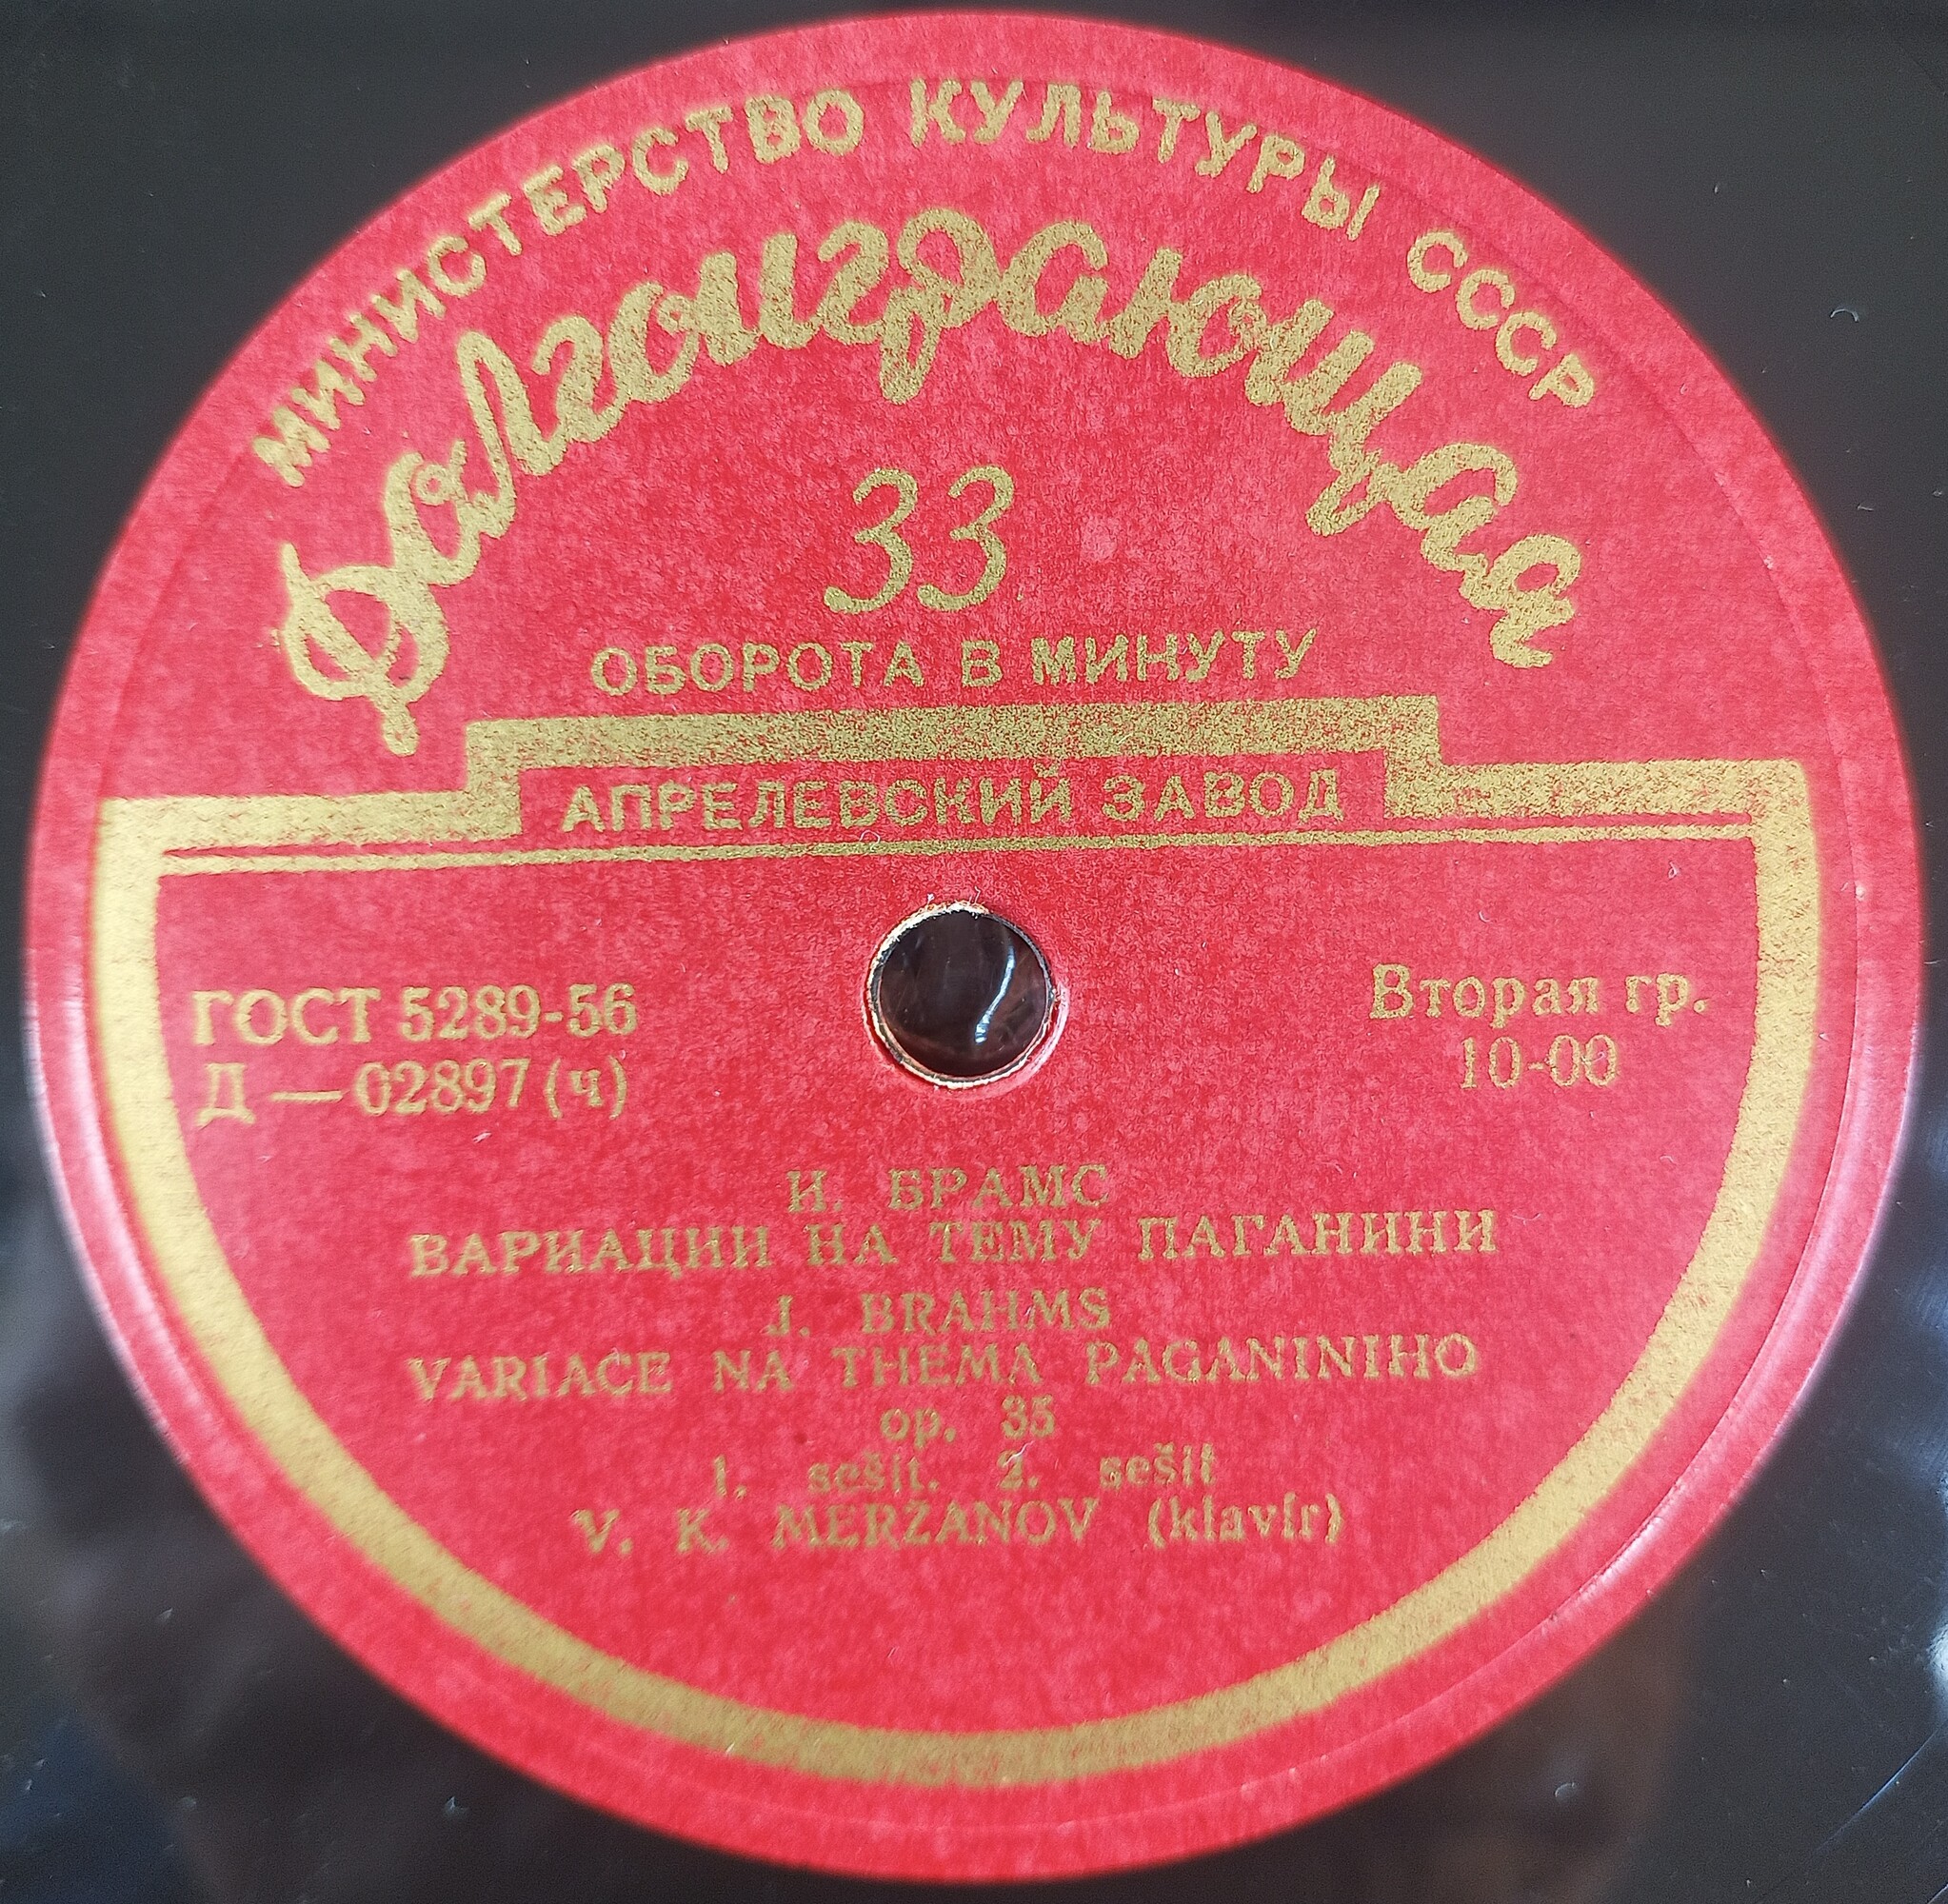 МИНИСТЕРСТВО КУЛЬТУРЫ СССР
Долгоиграющая
33
ОБОРОТА В МИНУТУ
АПРЕЛЕВСКИЙ ЗАВОД
ГОСТ 5289-56
Д — 02897 (ч)
Вторая гр.
10-00
И. БРАМС
ВАРИАЦИИ НА ТЕМУ ПАГАНИНИ
J. BRAHMS
VARIACE NA THEMA PAGANINIHO
op. 35
1. sešit. 2. sešit
V. K. MERŽANOV (klavír)